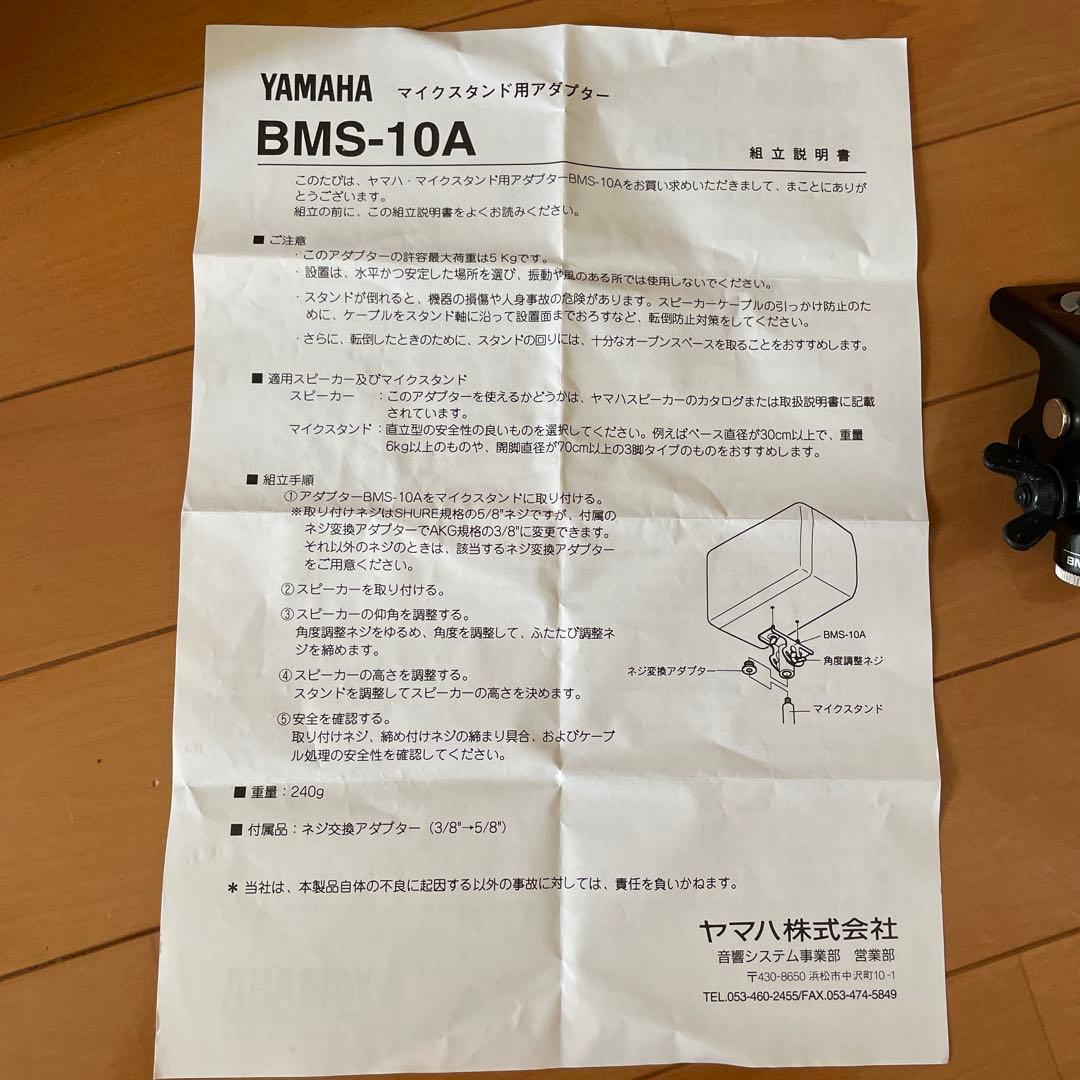 YAMAHA マイクスタンド用アダプター
BMS-10A
組立説明書
このたびは、ヤマハ・マイクスタンド用アダプターBMS-10Aをお買い求めいただきまして、まことにありが
とうございます。
組立の前に、この組立説明書をよくお読みください。
■ ご注意
・このアダプターの許容最大荷重は5 Kgです。
・設置は、水平かつ安定した場所を選び、振動や風のある所では使用しないでください。
・スタンドが倒れると、機器の損傷や人身事故の危険があります。スピーカーケーブルの引っかけ防止のた
めに、ケーブルをスタンド軸に沿って設置面までおろすなど、転倒防止対策をしてください。
・さらに、転倒したときのために、スタンドの回りには、十分なオープンスペースを取ることをおすすめします。
■ 適用スピーカー及びマイクスタンド
スピーカー ：このアダプターを使えるかどうかは、ヤマハスピーカーのカタログまたは取扱説明書に記載
されています。
マイクスタンド：直立型の安全性の良いものを選択してください。例えばベース直径が30cm以上で、重量
6kg以上のものや、開脚直径が70cm以上の3脚タイプのものをおすすめします。
■ 組立手順
①アダプターBMS-10Aをマイクスタンドに取り付ける。
※取り付けネジはSHURE規格の5/8"ネジですが、付属の
ネジ変換アダプターでAKG規格の3/8"に変更できます。
それ以外のネジのときは、該当するネジ変換アダプター
をご用意ください。
②スピーカーを取り付ける。
③スピーカーの仰角を調整する。
角度調整ネジをゆるめ、角度を調整して、ふたたび調整ネ
ジを締めます。
④スピーカーの高さを調整する。
スタンドを調整してスピーカーの高さを決めます。
⑤安全を確認する。
取り付けネジ、締め付けネジの締まり具合、およびケーブ
ル処理の安全性を確認してください。
BMS-10A
角度調整ネジ
ネジ変換アダプター
マイクスタンド
■ 重量：240g
■ 付属品：ネジ交換アダプター（3/8"→5/8"）
＊ 当社は、本製品自体の不良に起因する以外の事故に対しては、責任を負いかねます。
ヤマハ株式会社
音響システム事業部 営業部
〒430-8650 浜松市中沢町10-1
TEL.053-460-2455/FAX.053-474-5849